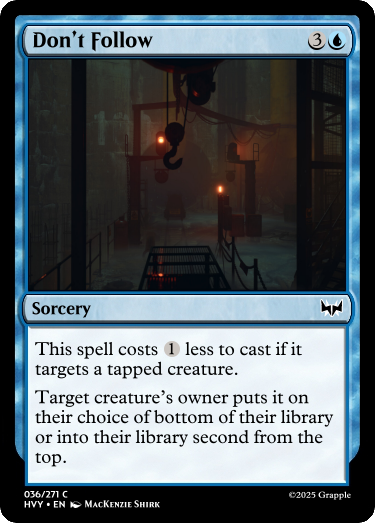 Don't Follow 3
Sorcery
This spell costs 1 less to cast if it
targets a tapped creature.
Target creature's owner puts it on
their choice of bottom of their library
or into their library second from the
top.
036/271 C
HVY • EN MacKenzie Shirk
©2025 Grapple